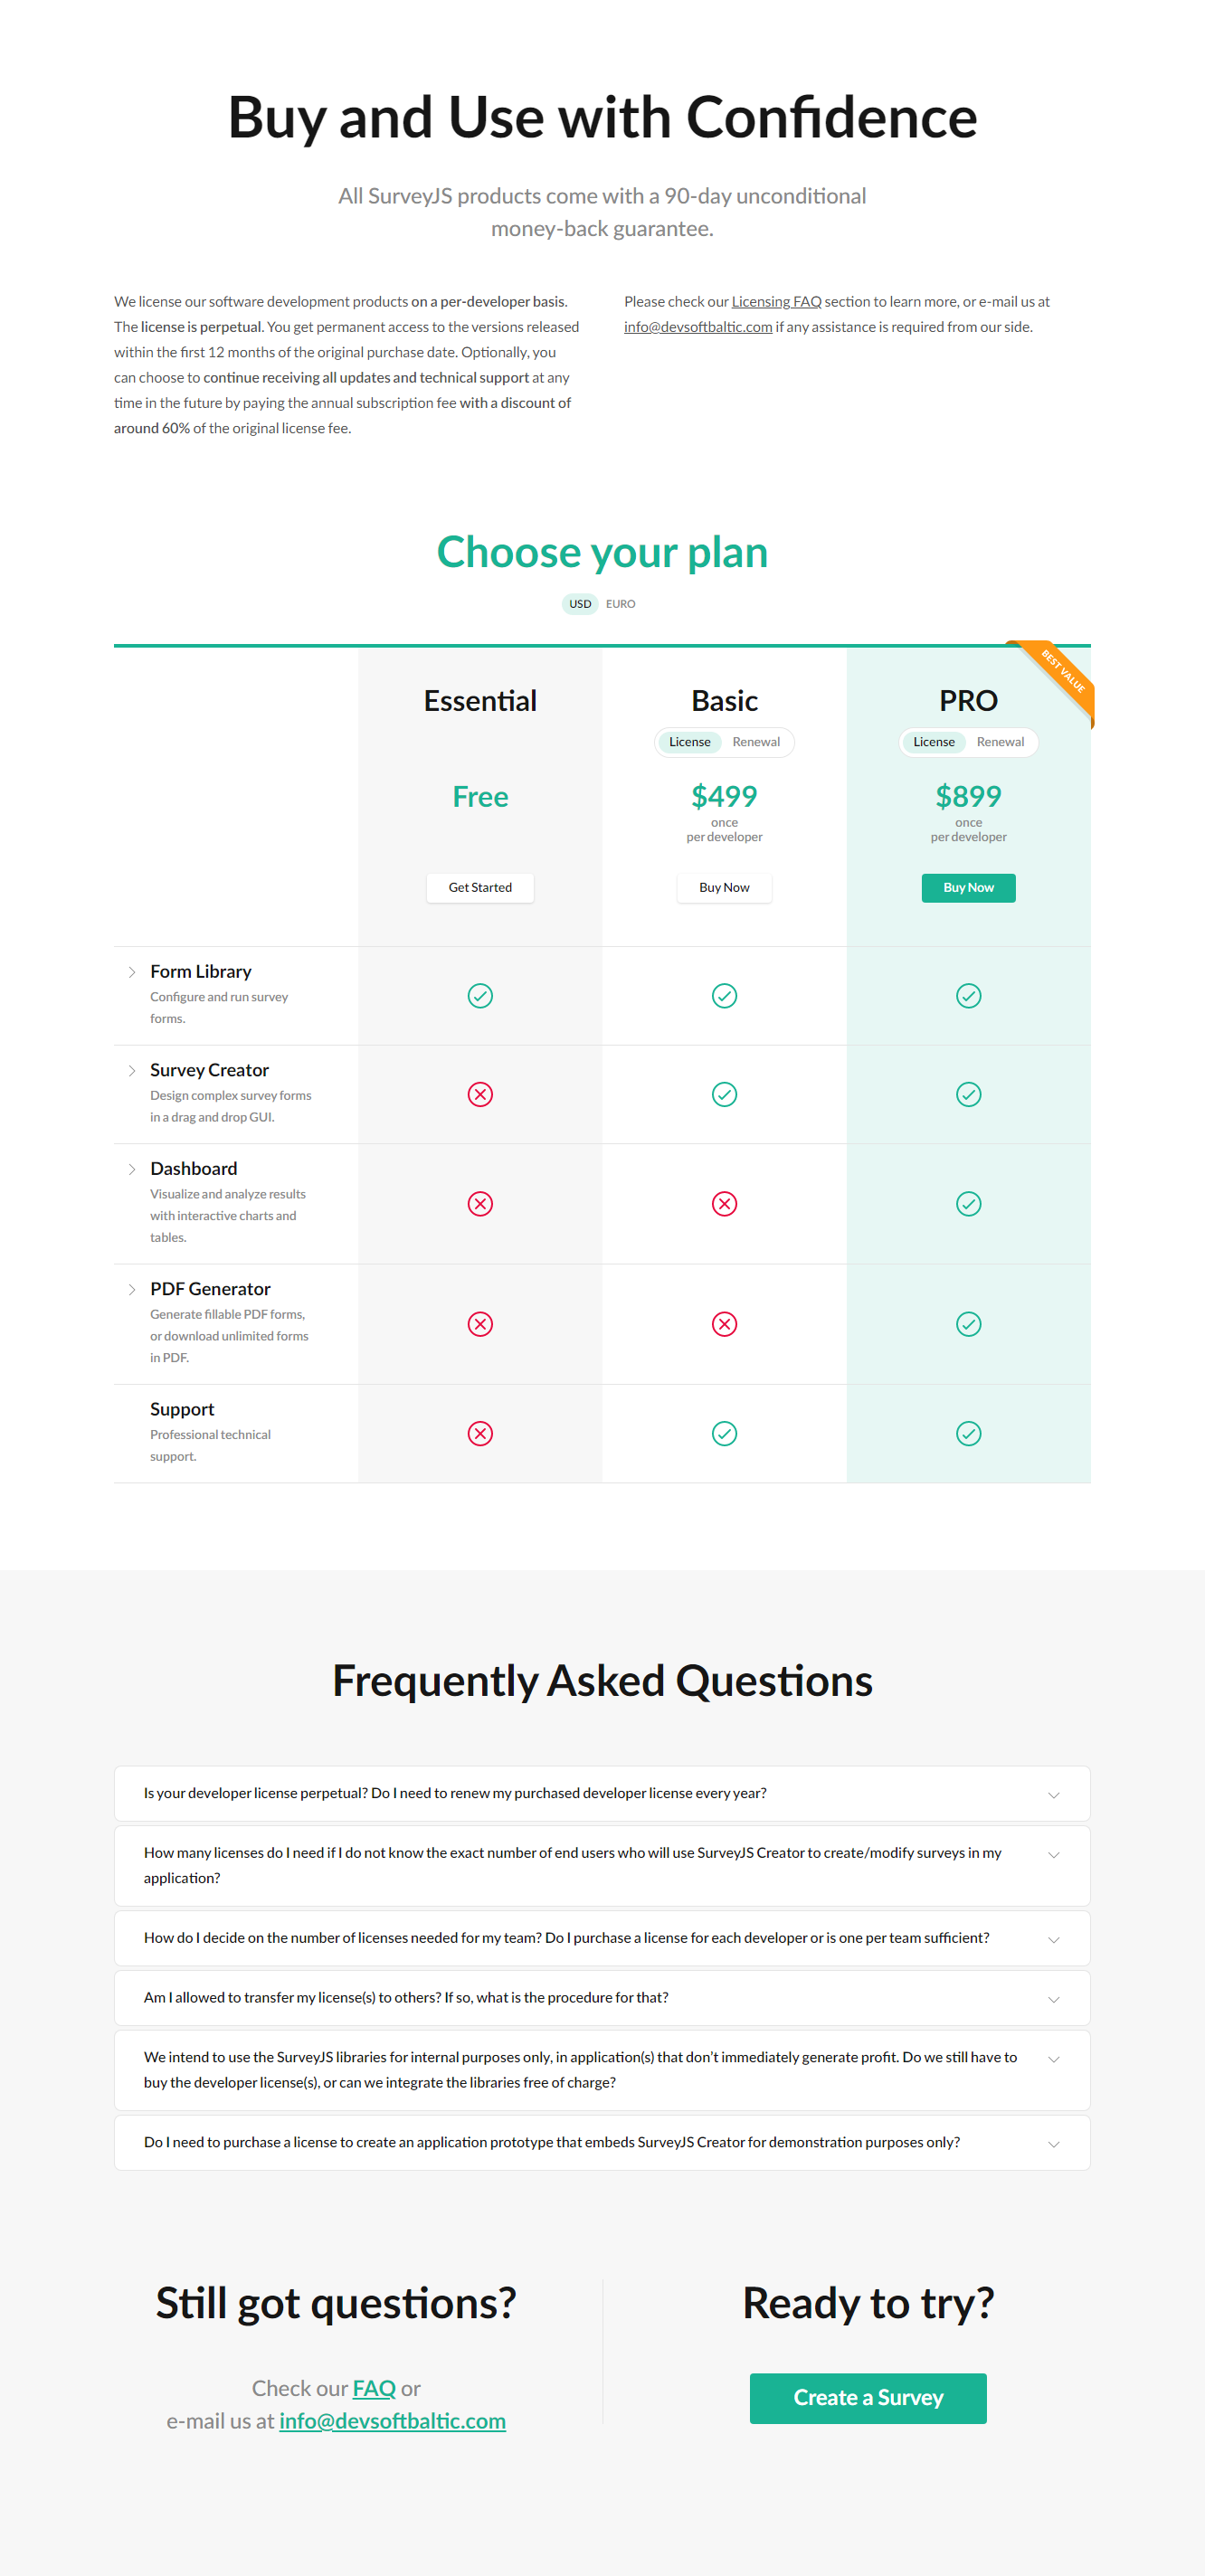 Buy and Use with Confidence
All SurveyJS products come with a 90-day unconditional
money-back guarantee.
We license our software development products on a per-developer basis.
The license is perpetual. You get permanent access to the versions released
within the first 12 months of the original purchase date. Optionally, you
can choose to continue receiving all updates and technical support at any
time in the future by paying the annual subscription fee with a discount of
around 60% of the original license fee.
Please check our Licensing FAQ section to learn more, or e-mail us at
info@devsoftbaltic.com if any assistance is required from our side.
Choose your plan
USD EURO
BEST VALUE
Essential
Free
Get Started
Basic
License Renewal
$499
once
per developer
Buy Now
PRO
License Renewal
$899
once
per developer
Buy Now
Form Library
Configure and run survey
forms.
Survey Creator
Design complex survey forms
in a drag and drop GUI.
Dashboard
Visualize and analyze results
with interactive charts and
tables.
PDF Generator
Generate fillable PDF forms,
or download unlimited forms
in PDF.
Support
Professional technical
support.
Frequently Asked Questions
Is your developer license perpetual? Do I need to renew my purchased developer license every year?
How many licenses do I need if I do not know the exact number of end users who will use SurveyJS Creator to create/modify surveys in my
application?
How do I decide on the number of licenses needed for my team? Do I purchase a license for each developer or is one per team sufficient?
Am I allowed to transfer my license(s) to others? If so, what is the procedure for that?
We intend to use the SurveyJS libraries for internal purposes only, in application(s) that don't immediately generate profit. Do we still have to
buy the developer license(s), or can we integrate the libraries free of charge?
Do I need to purchase a license to create an application prototype that embeds SurveyJS Creator for demonstration purposes only?
Still got questions?
Check our FAQ or
e-mail us at info@devsoftbaltic.com
Ready to try?
Create a Survey